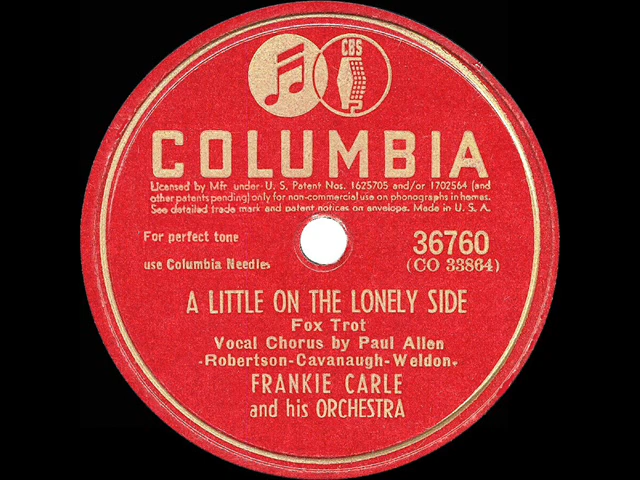 CBS
COLUMBIA
Licensed by Mfr under U. S. Patent Nos. 1625705 and/or 1702564 (and
other patents pending) only for non-commercial use on phonographs in homes.
See detailed trade mark and patent notices on envelope. Made in U. S. A.
For perfect tone
use Columbia Needles
36760
(CO 33864)
A LITTLE ON THE LONELY SIDE
Fox Trot
Vocal Chorus by Paul Allen
-Robertson-Cavanaugh-Weldon-
FRANKIE CARLE
and his ORCHESTRA